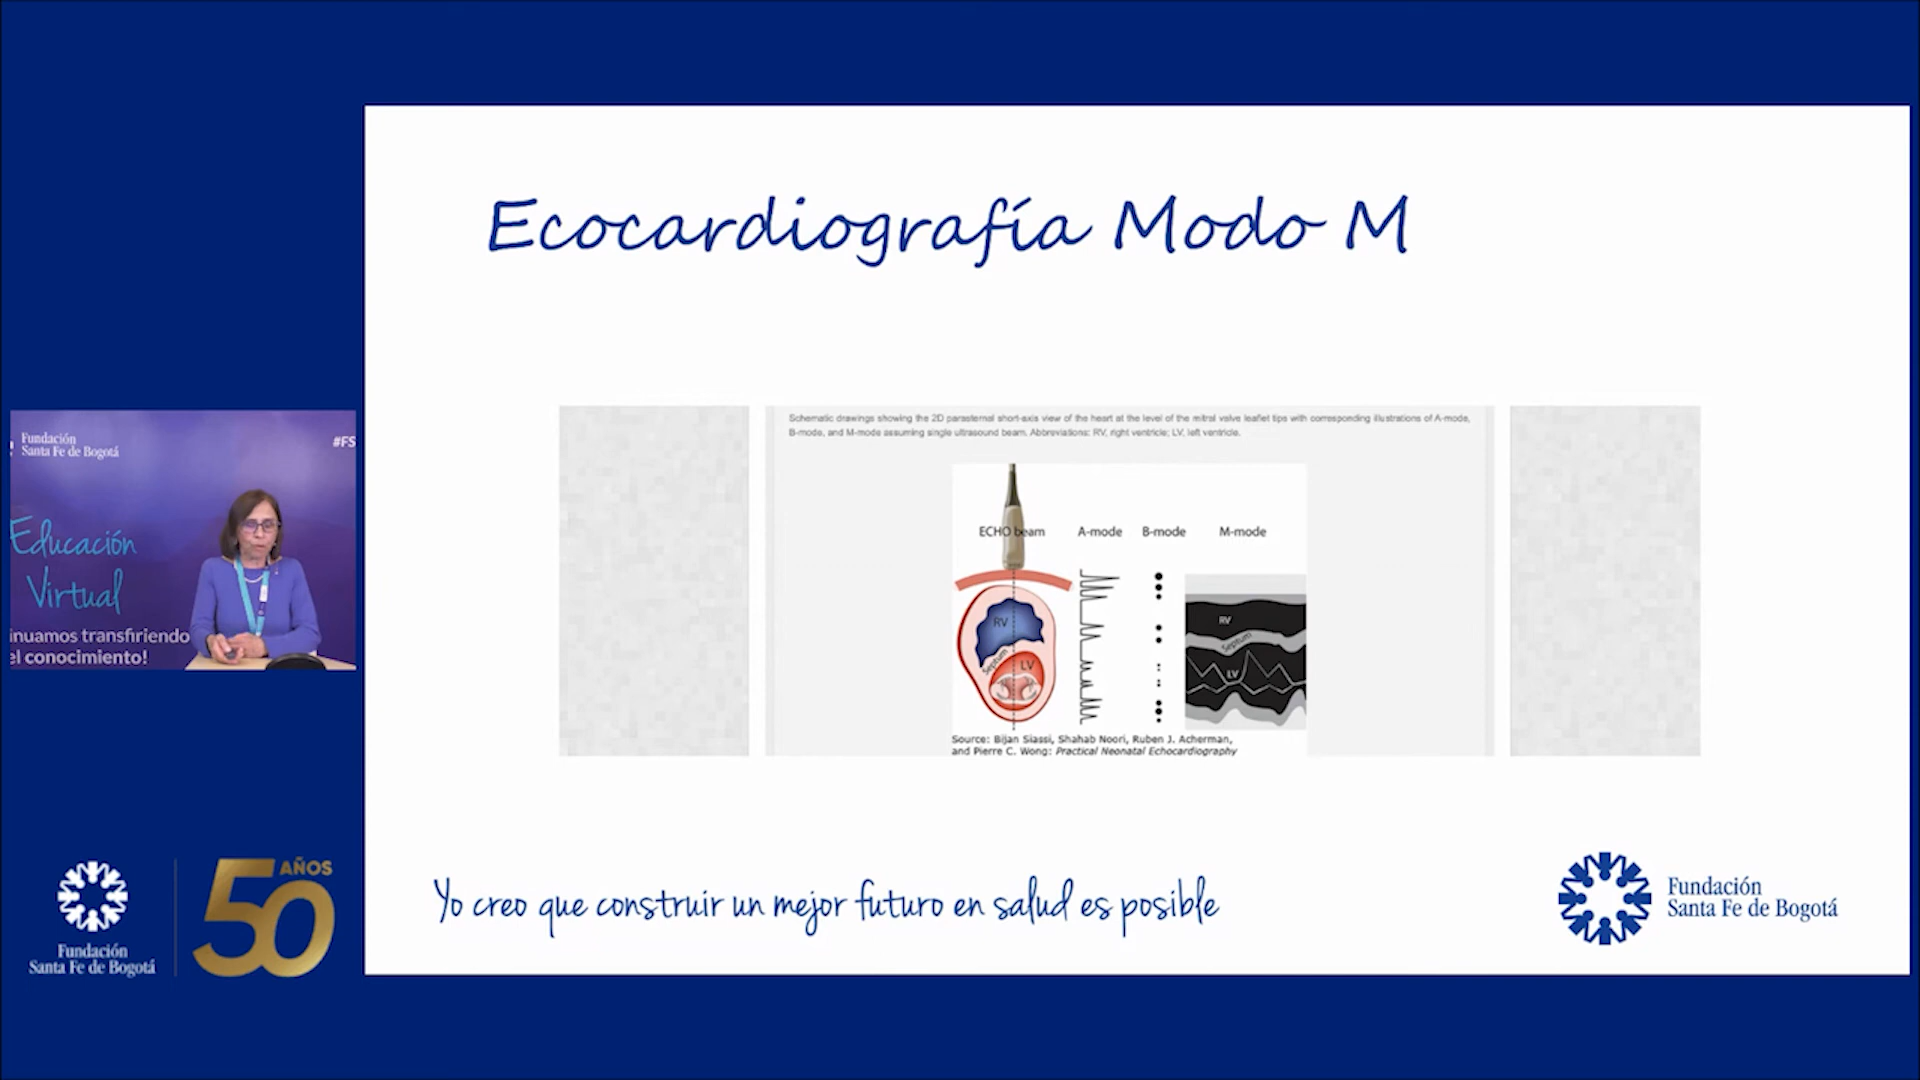 Ecocardiografía Modo M
Schematic drawings showing the 2D parasternal short-axis view of the heart at the level of the mitral valve leaflet tips with corresponding illustrations of A-mode,
B-mode, and M-mode assuming single ultrasound beam. Abbreviations: RV, right ventricle; LV, left ventricle.
ECHO beam A-mode B-mode M-mode
RV
Septum
LV
RV
Septum
LV
Source: Bijan Siassi, Shahab Noori, Ruben J. Acherman,
and Pierre C. Wong: Practical Neonatal Echocardiography
Fundación
Santa Fe de Bogotá
#FS
Educación
Virtual
inuamos transfiriendo
el conocimiento!
Fundación
Santa Fe de Bogotá
50 AÑOS
Yo creo que construir un mejor futuro en salud es posible
Fundación
Santa Fe de Bogotá